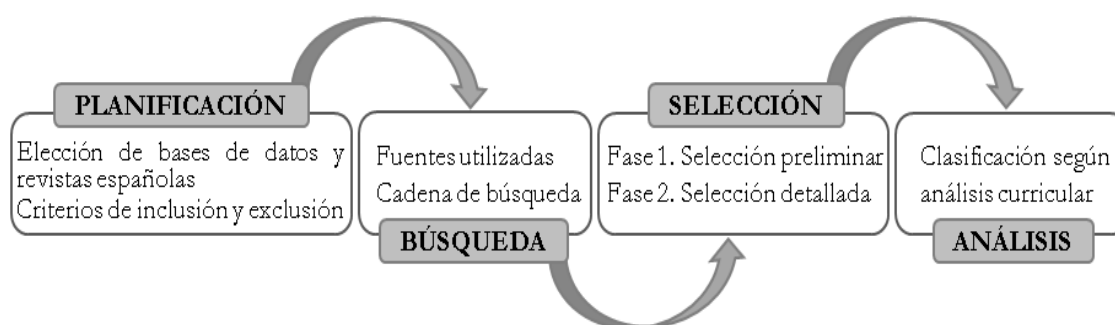 PLANIFICACIÓN
Elección de bases de datos y
revistas españolas
Criterios de inclusión y exclusión
Fuentes utilizadas
Cadena de búsqueda
BÚSQUEDA
SELECCIÓN
Fase 1. Selección preliminar
Fase 2. Selección detallada
Clasificación según
análisis curricular
ANÁLISIS